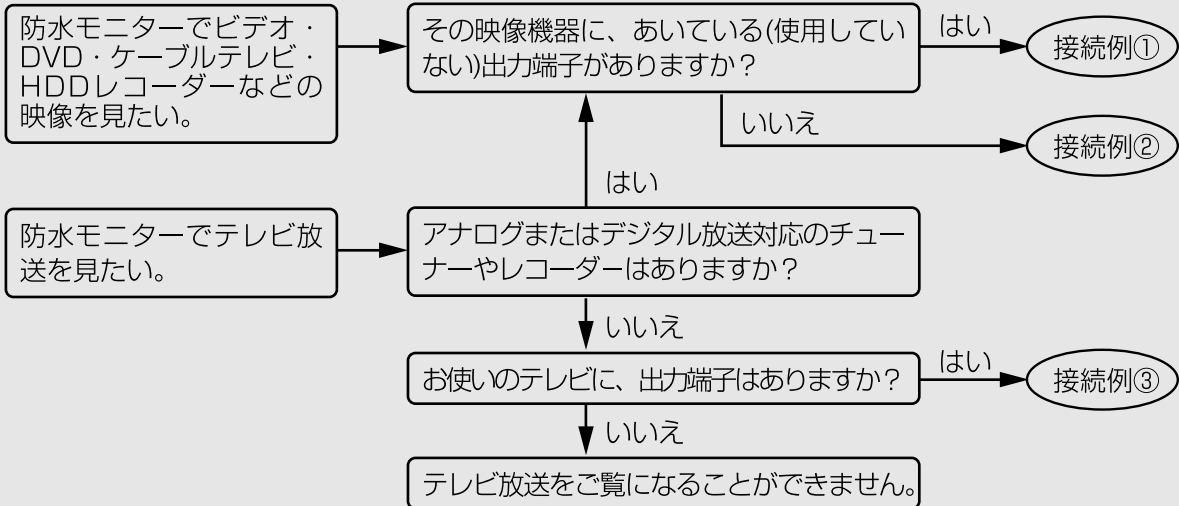 防水モニターでビデオ・
DVD・ケーブルテレビ・
HDDレコーダーなどの
映像を見たい。
その映像機器に、あいている(使用してい
ない)出力端子がありますか？
はい
接続例①
いいえ
接続例②
はい
防水モニターでテレビ放
送を見たい。
アナログまたはデジタル放送対応のチュー
ナーやレコーダーはありますか？
いいえ
お使いのテレビに、出力端子はありますか？
はい
接続例③
いいえ
テレビ放送をご覧になることができません。